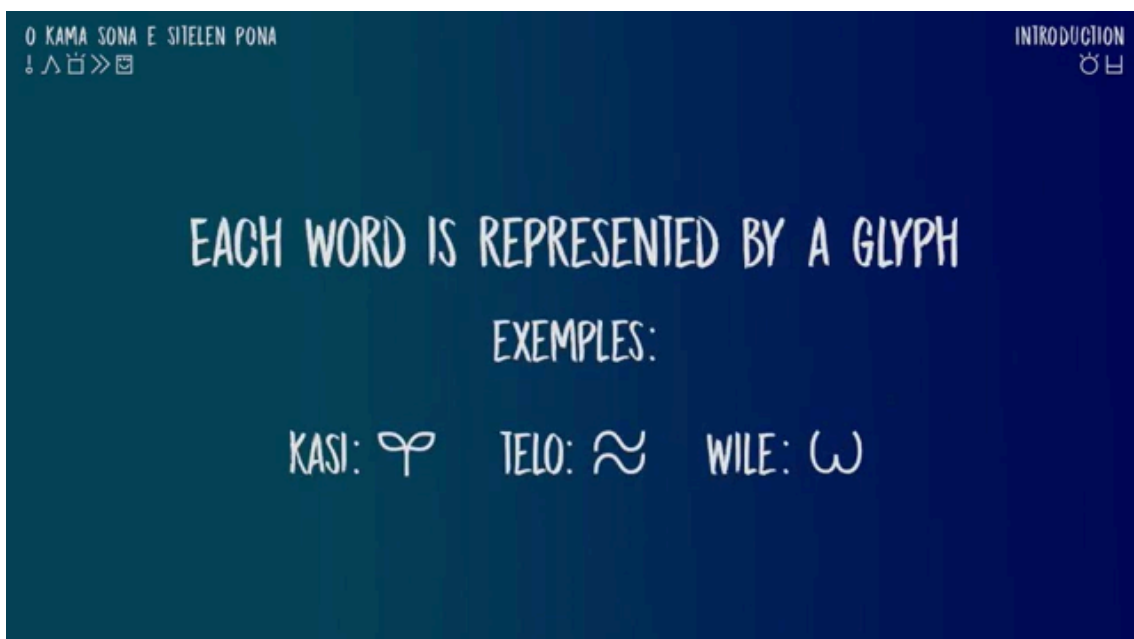 O KAMA SONA E SITELEN PONA
INTRODUCTION
EACH WORD IS REPRESENTED BY A GLYPH
EXEMPLES:
KASI: TELO: ≈ WILE: ω